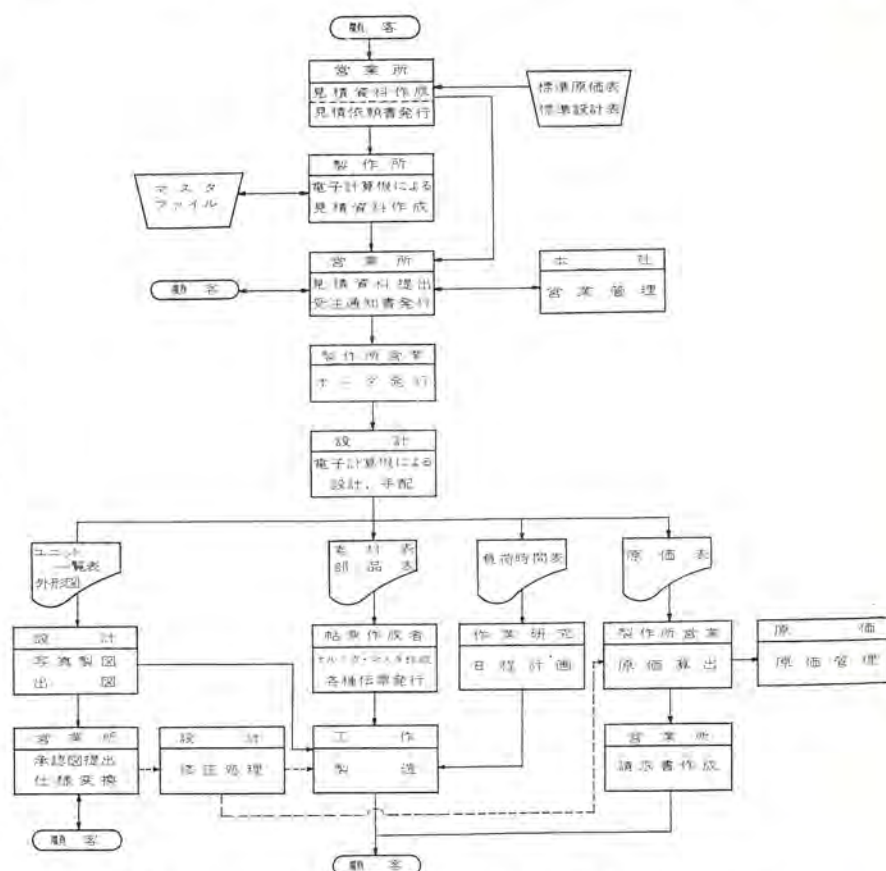 顧客
営業所
見積資料作成
見積依頼書発行
標準原価表
標準設計表
製作所
電子計算機による
見積資料作成
マスタ
ファイル
営業所
見積資料提出
受注通知書発行
顧客
本社
営業管理
製作所営業
オーダ発行
設計
電子計算機による
設計，手配
ユニット
一覧表
外形図
素材表
部品表
負荷時間表
原価表
設計
写真製図
出図
作成者
各種伝票発行
作業研究
日程計画
製作所営業
原価算出
原価
原価管理
営業所
承認図提出
仕様変換
設計
修正処理
工作
製造
営業所
請求書作成
顧客
顧客